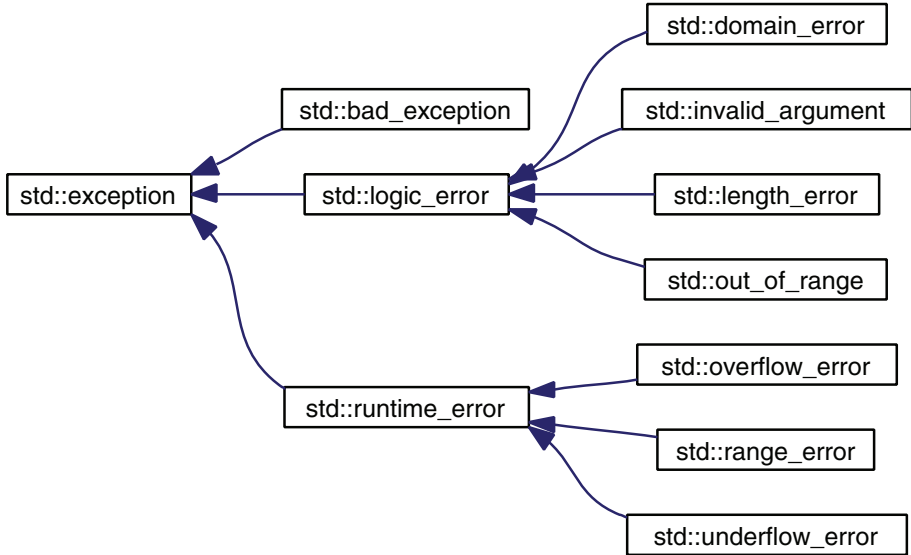 std::domain_error
std::bad_exception
std::invalid_argument
std::exception
std::logic_error
std::length_error
std::out_of_range
std::overflow_error
std::runtime_error
std::range_error
std::underflow_error